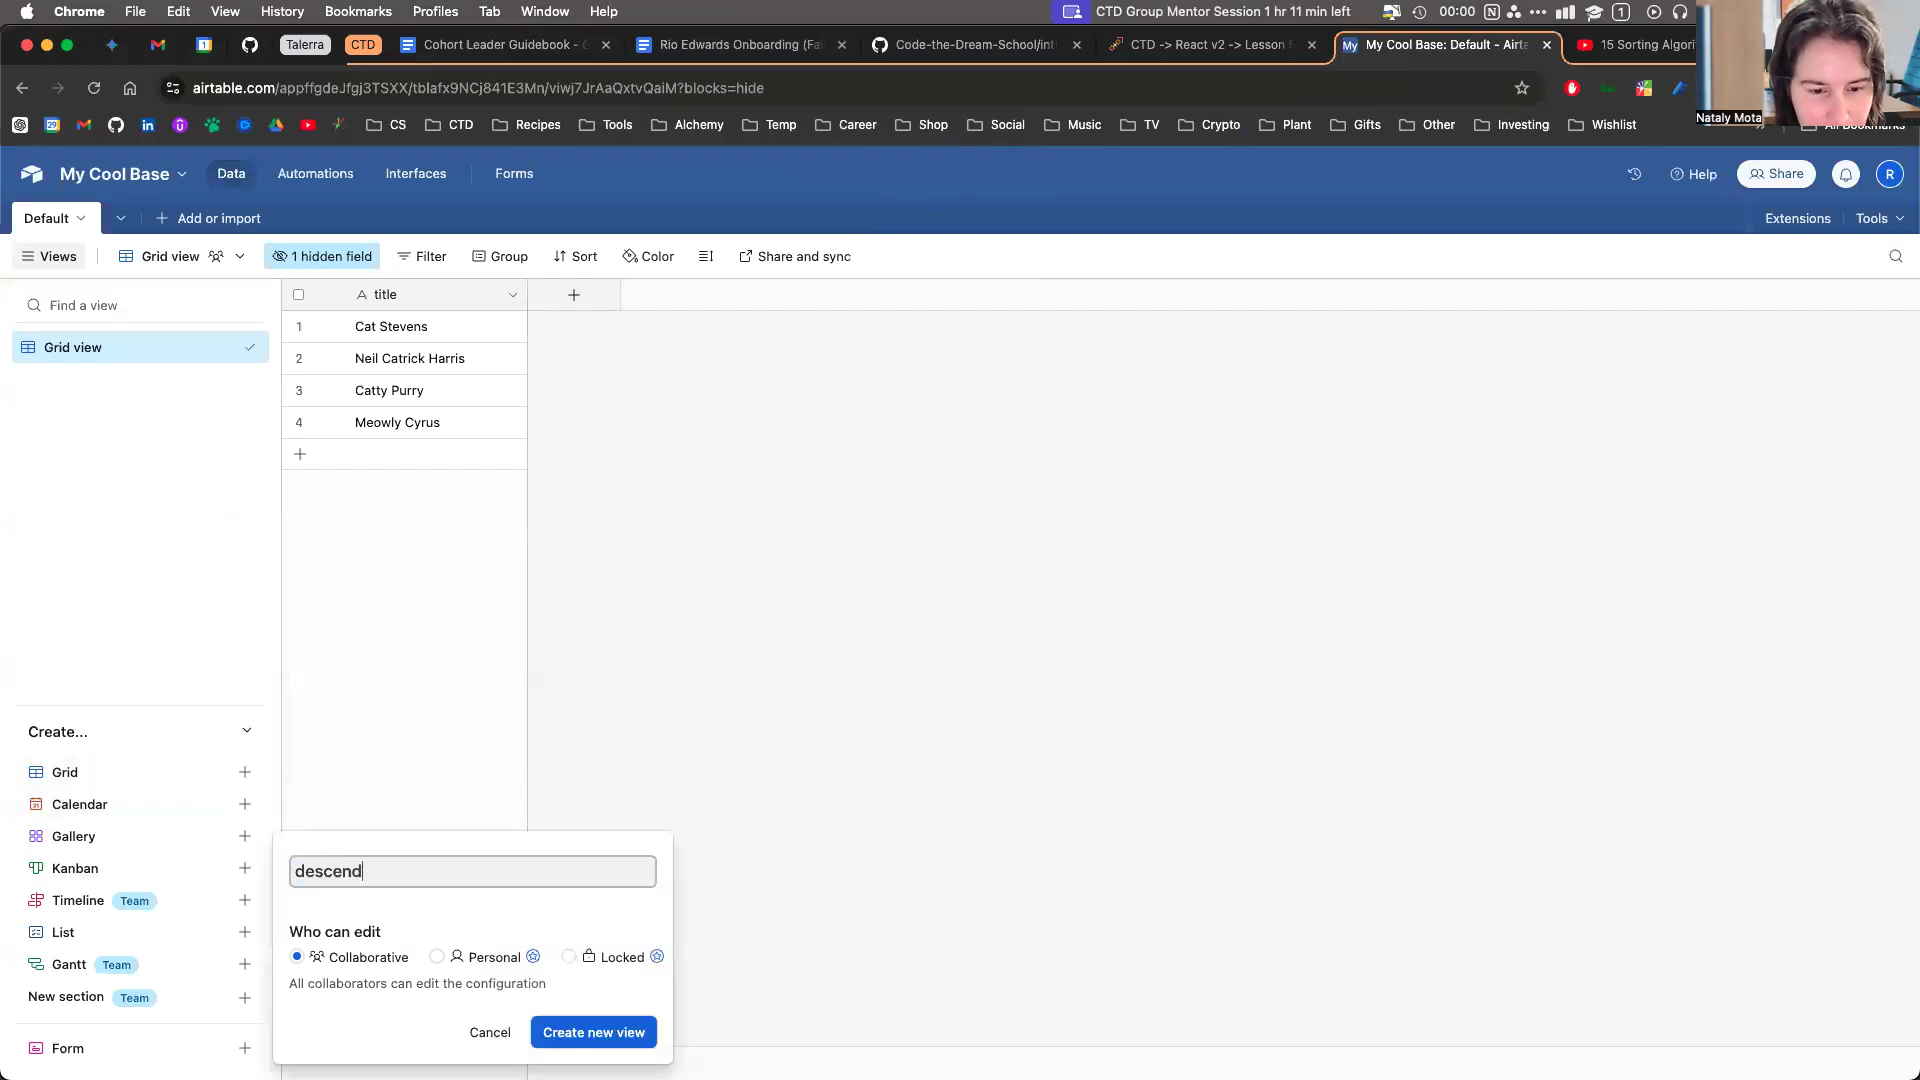 Chrome File Edit View History Bookmarks Profiles Tab Window Help CTD Group Mentor Session 1 hr 11 min left 00:00 1
Talerra CTD Cohort Leader Guidebook - Rio Edwards Onboarding (Fal Code-the-Dream-School/int CTD -> React v2 -> Lesson My My Cool Base: Default - Airta 15 Sorting Algori
airtable.com/appffgdeJfgj3TSXX/tblafx9NCj841E3Mn/viwj7JrAaQxtvQaiM?blocks=hide
Nataly Mota
CS CTD Recipes Tools Alchemy Temp Career Shop Social Music TV Crypto Plant Gifts Other Investing Wishlist All Bookmarks
My Cool Base Data Automations Interfaces Forms Help Share R
Default Add or import Extensions Tools
Views Grid view 1 hidden field Filter Group Sort Color Share and sync
Find a view
Grid view
title
1 Cat Stevens
2 Neil Catrick Harris
3 Catty Purry
4 Meowly Cyrus
Create...
Grid
Calendar
Gallery
Kanban
Timeline Team
List
Gantt Team
New section Team
Form
descend
Who can edit
Collaborative Personal Locked
All collaborators can edit the configuration
Cancel Create new view